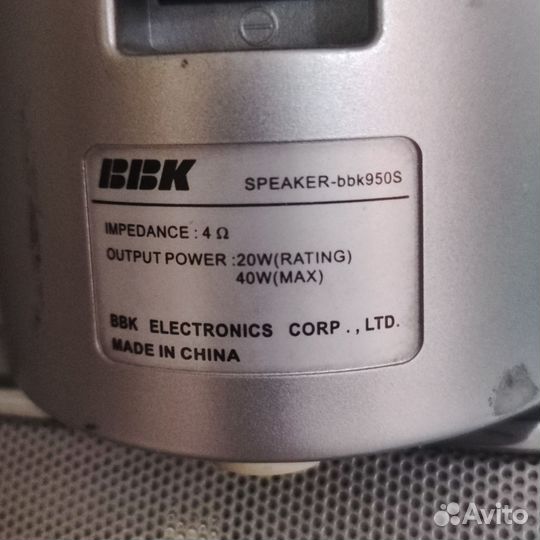 BBK SPEAKER-bbk950S
IMPEDANCE : 4 Ω
OUTPUT POWER :20W(RATING)
40W(MAX)
BBK ELECTRONICS CORP., LTD.
MADE IN CHINA
Avito